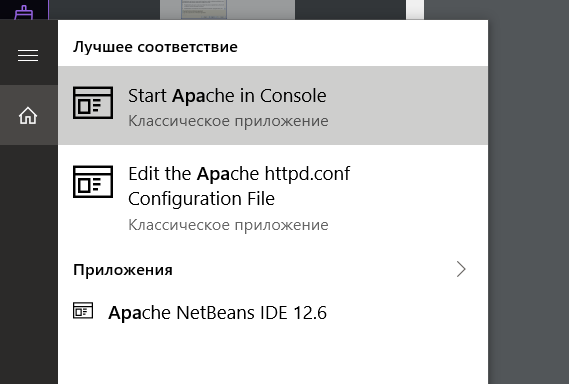 Лучшее соответствие
Start Apache in Console
Классическое приложение
Edit the Apache httpd.conf
Configuration File
Классическое приложение
Приложения
Apache NetBeans IDE 12.6